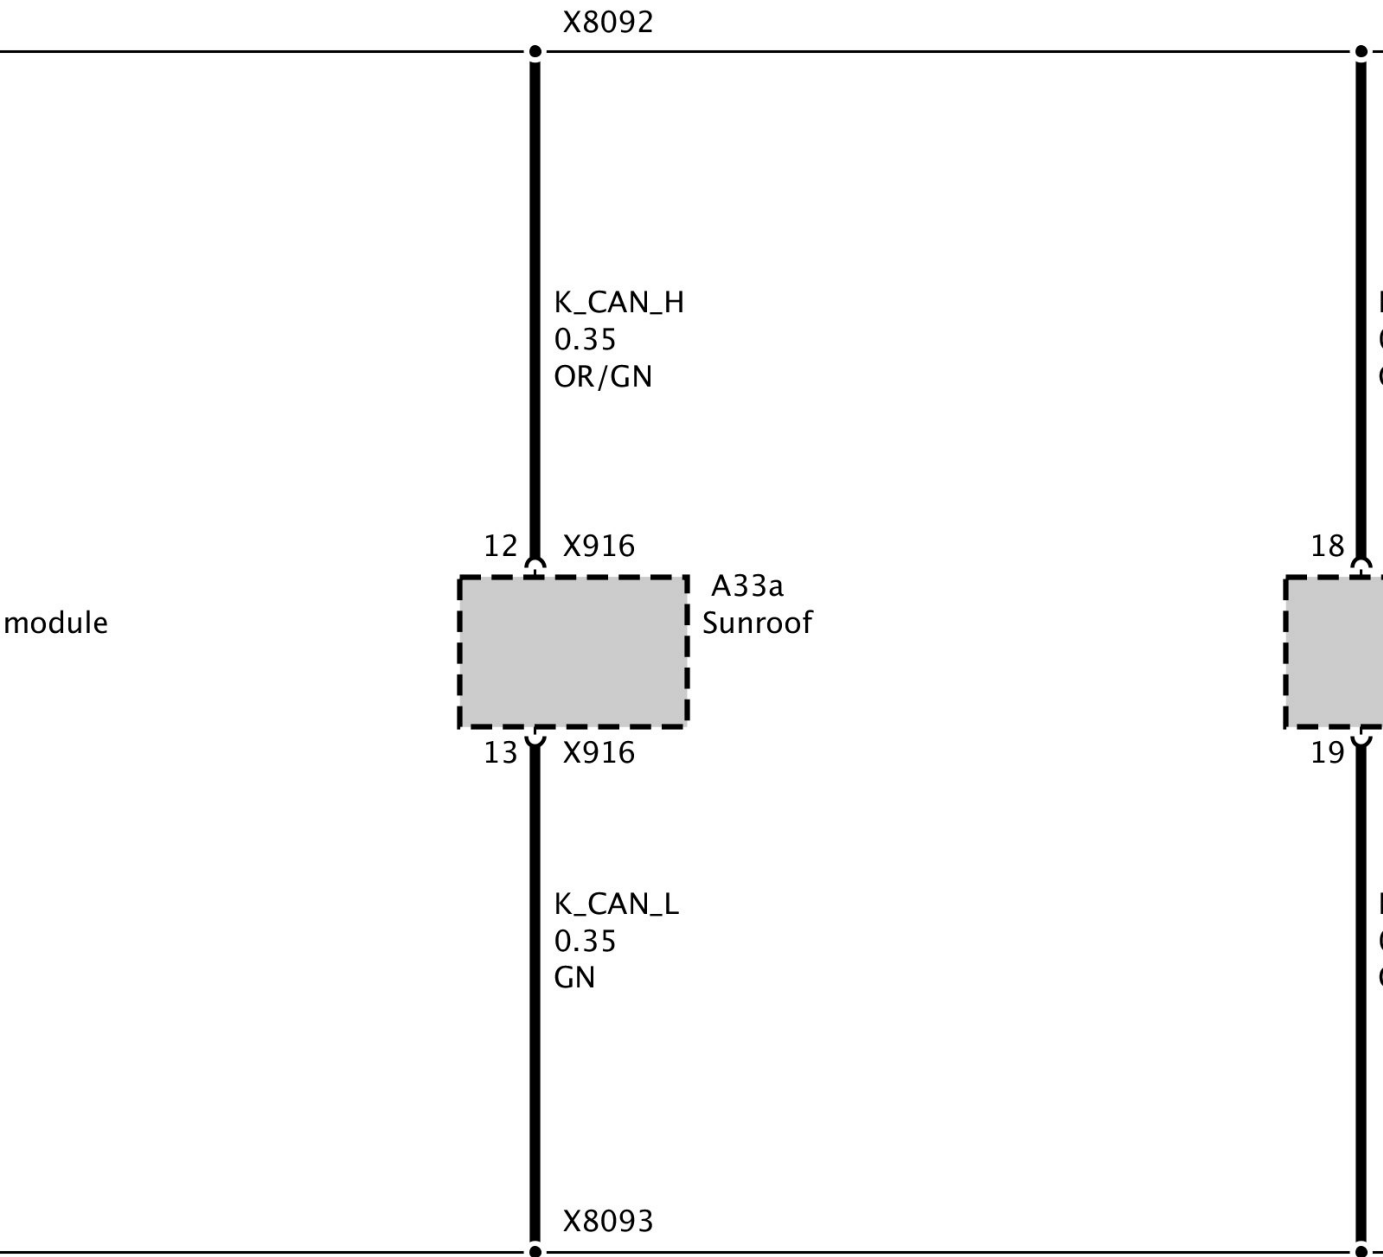 X8092
K_CAN_H
0.35
OR/GN
12 X916
18
A33a
module
Sunroof
13 X916
19
K_CAN_L
0.35
GN
X8093